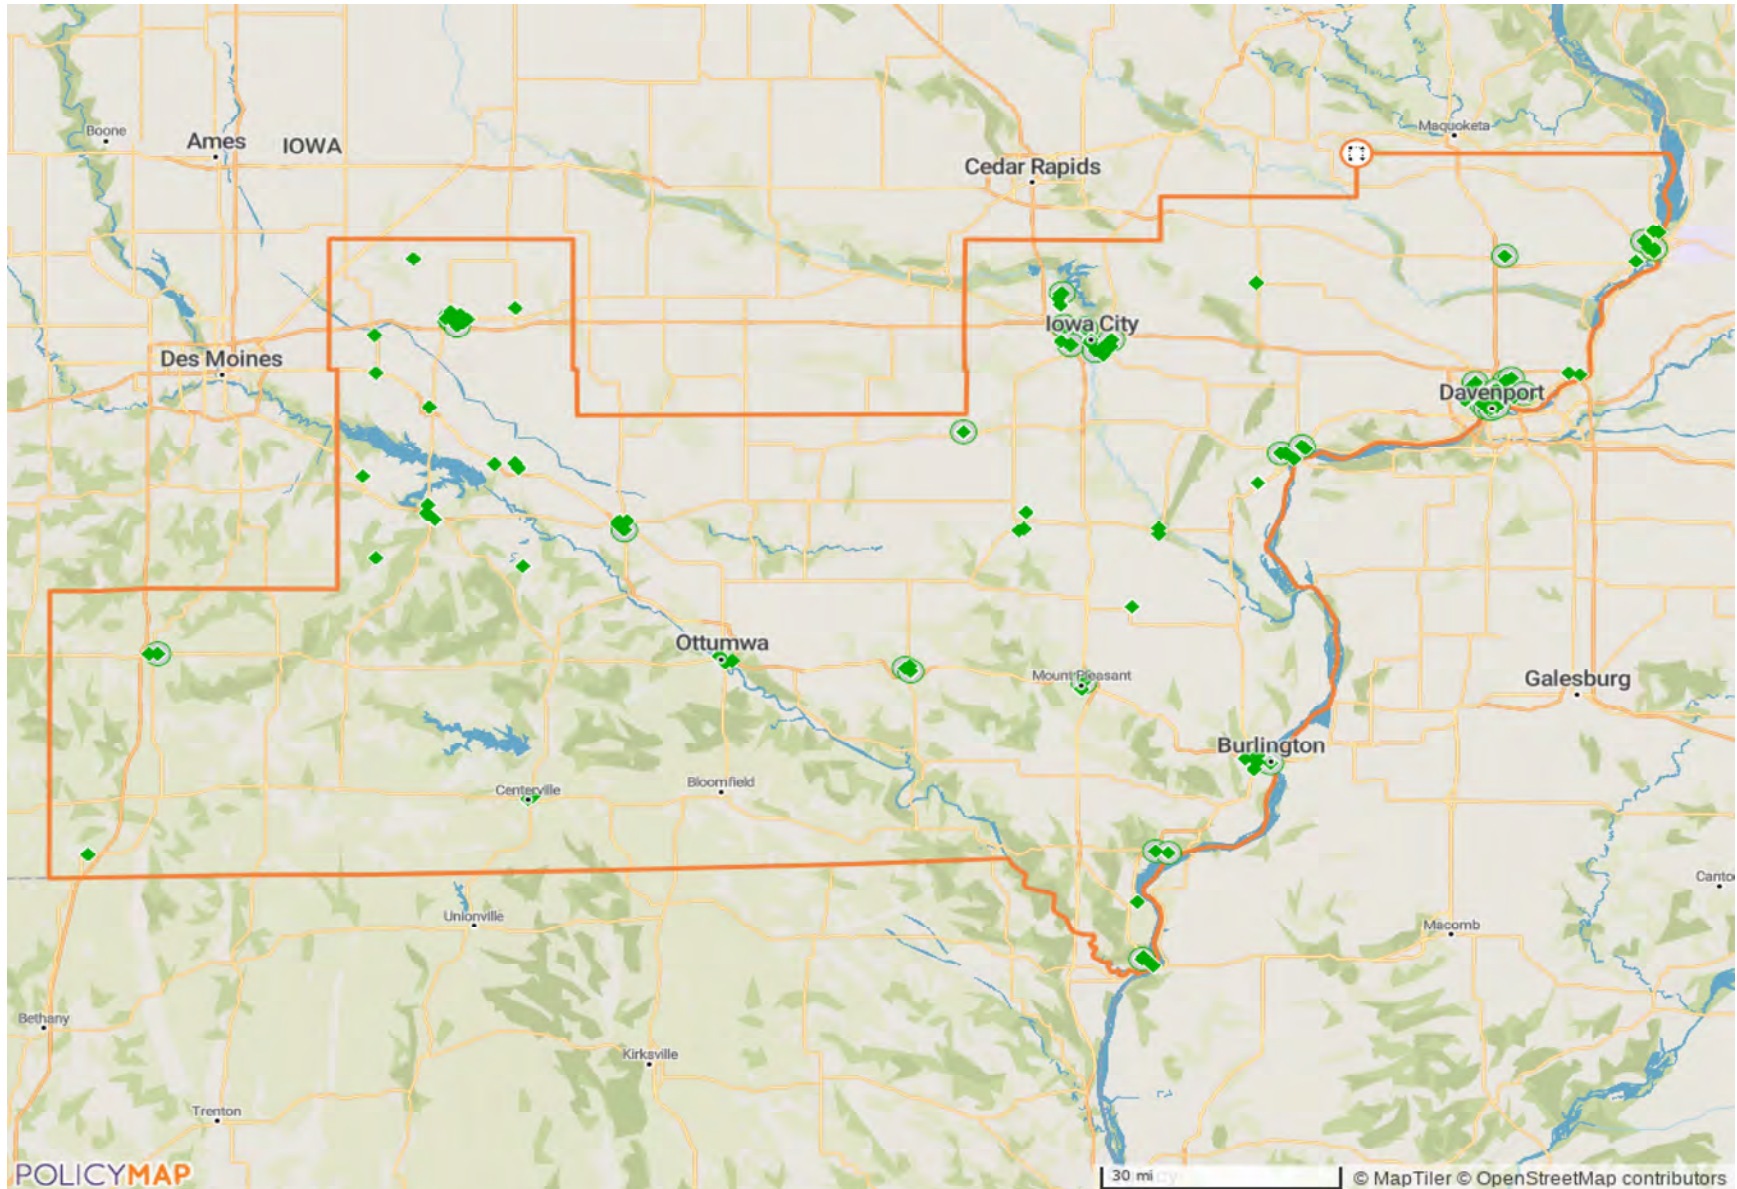 Boone
Ames
IOWA
Maquoketa
Cedar Rapids
Iowa City
Des Moines
Davenport
Ottumwa
Mount Pleasant
Galesburg
Burlington
Centerville
Bloomfield
Canto
Unionville
Macomb
Bethany
Kirksville
Trenton
POLICYMAP
30 mi
© MapTiler © OpenStreetMap contributors